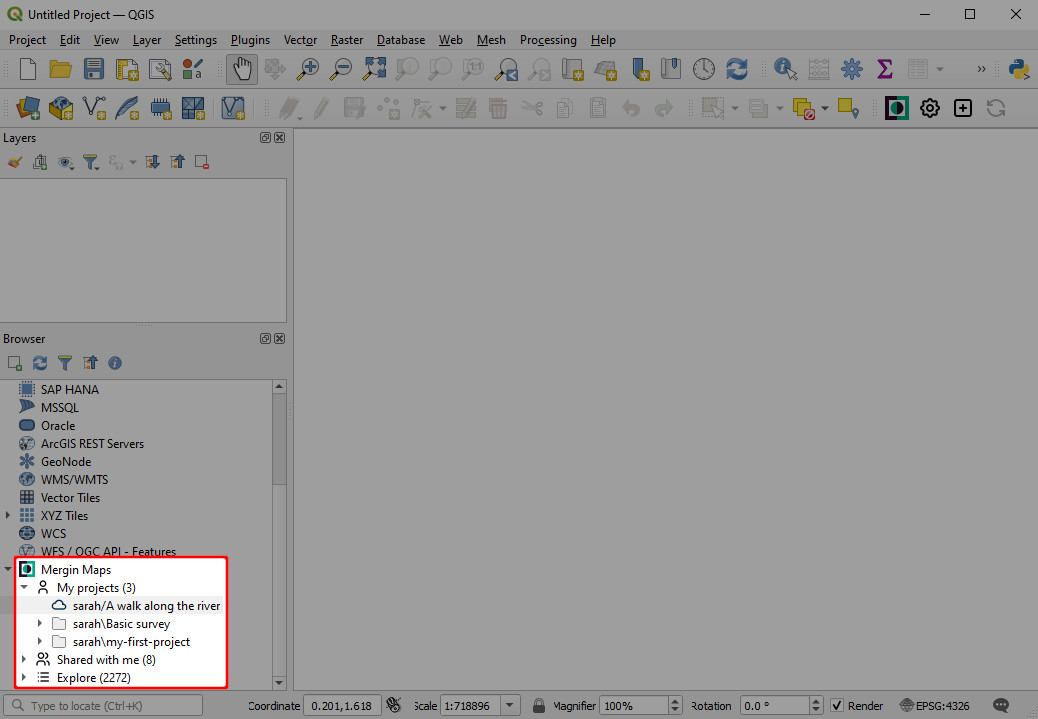 Untitled Project — QGIS
Project Edit View Layer Settings Plugins Vector Raster Database Web Mesh Processing Help
Layers
Browser
SAP HANA
MSSQL
Oracle
ArcGIS REST Servers
GeoNode
WMS/WMTS
Vector Tiles
XYZ Tiles
WCS
WFS / OGC API - Features
Mergin Maps
My projects (3)
sarah/A walk along the river
sarah\Basic survey
sarah\my-first-project
Shared with me (8)
Explore (2272)
Type to locate (Ctrl+K) Coordinate 0.201,1.618 Scale 1:718896 Magnifier 100% Rotation 0.0 ° Render EPSG:4326